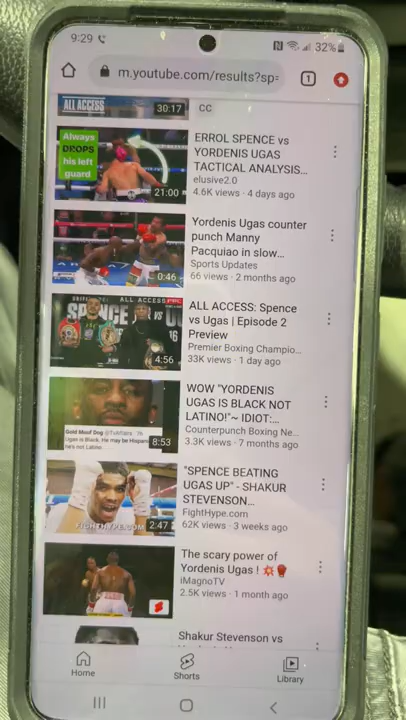 9:29
32%
m.youtube.com/results?sp=
1
ALL ACCESS
30:17
CC
Always
DROPS
his left
guard
21:00
ERROL SPENCE vs
YORDENIS UGAS
TACTICAL ANALYSIS...
elusive2.0
4.6K views · 4 days ago
0:46
Yordenis Ugas counter
punch Manny
Pacquiao in slow...
Sports Updates
66 views · 2 months ago
ALL ACCESS
SPENCE
VS
4:56
ALL ACCESS: Spence
vs Ugas | Episode 2
Preview
Premier Boxing Champio...
33K views · 1 day ago
Gold Mouf Dog
Ugas is Black. He may be Hispanic
he's not Latino.
8:53
WOW "YORDENIS
UGAS IS BLACK NOT
LATINO!"~ IDIOT:...
Counterpunch Boxing Ne...
3.3K views · 7 months ago
FIGHTHYPE.COM
2:47
"SPENCE BEATING
UGAS UP" - SHAKUR
STEVENSON...
FightHype.com
62K views · 3 weeks ago
The scary power of
Yordenis Ugas ! 💥🥊
iMagnoTV
2.5K views · 1 month ago
Shakur Stevenson vs
Home
Shorts
Library